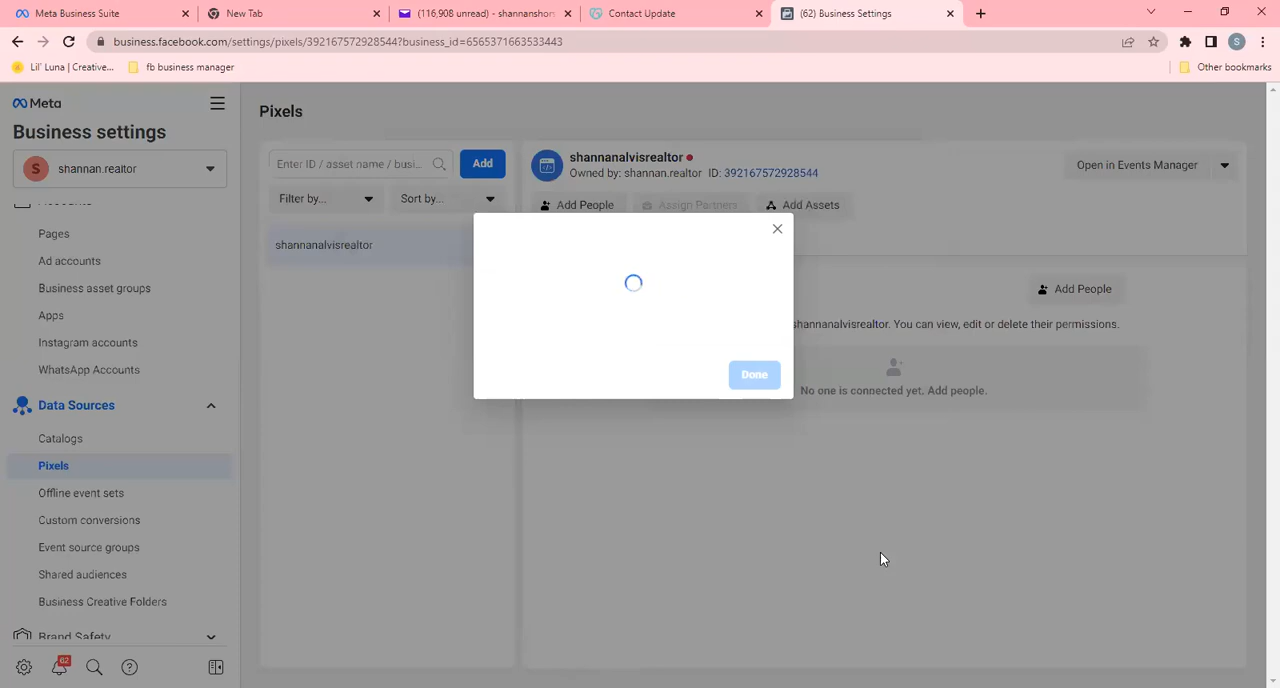 Meta Business Suite
New Tab
(116,908 unread) - shannanshor
Contact Update
(62) Business Settings
business.facebook.com/settings/pixels/392167572928544?business_id=6565371663533443
S
Lil' Luna | Creative...
fb business manager
Other bookmarks
Meta
Business settings
S
shannan.realtor
Accounts
Pages
Ad accounts
Business asset groups
Apps
Instagram accounts
WhatsApp Accounts
Data Sources
Catalogs
Pixels
Offline event sets
Custom conversions
Event source groups
Shared audiences
Business Creative Folders
Brand Safety
62
Pixels
Enter ID / asset name / busi...
Add
Filter by...
Sort by...
shannanalvisrealtor
shannanalvisrealtor
Owned by: shannan.realtor ID: 392167572928544
Open in Events Manager
Add People
Assign Partners
Add Assets
Add People
shannanalvisrealtor. You can view, edit or delete their permissions.
No one is connected yet. Add people.
Done